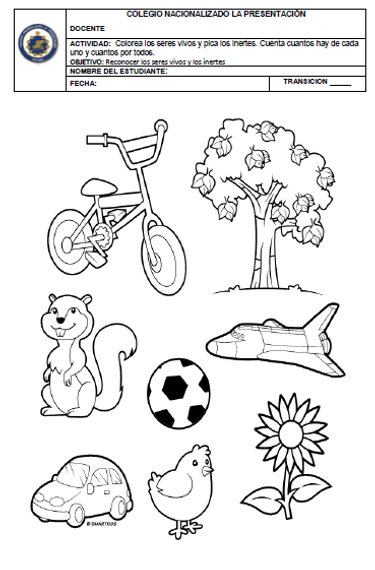 COLEGIO NACIONALIZADO LA PRESENTACIÓN
DOCENTE
ACTIVIDAD: Colorea los seres vivos y pica los inertes. Cuenta cuantos hay de cada
uno y cuantos por todos.
OBJETIVO: Reconocer los seres vivos y los inertes
NOMBRE DEL ESTUDIANTE:
FECHA:
TRANSICION _____
© SMARTKIDS